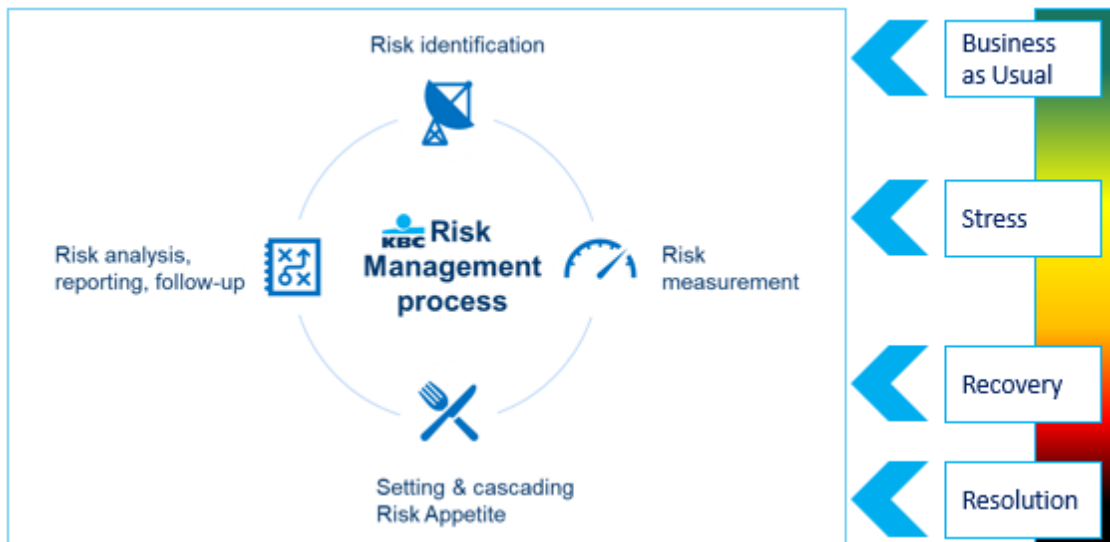 Risk identification
KBC Risk
Management
process
Risk analysis,
reporting, follow-up
Risk
measurement
Setting & cascading
Risk Appetite
Business
as Usual
Stress
Recovery
Resolution